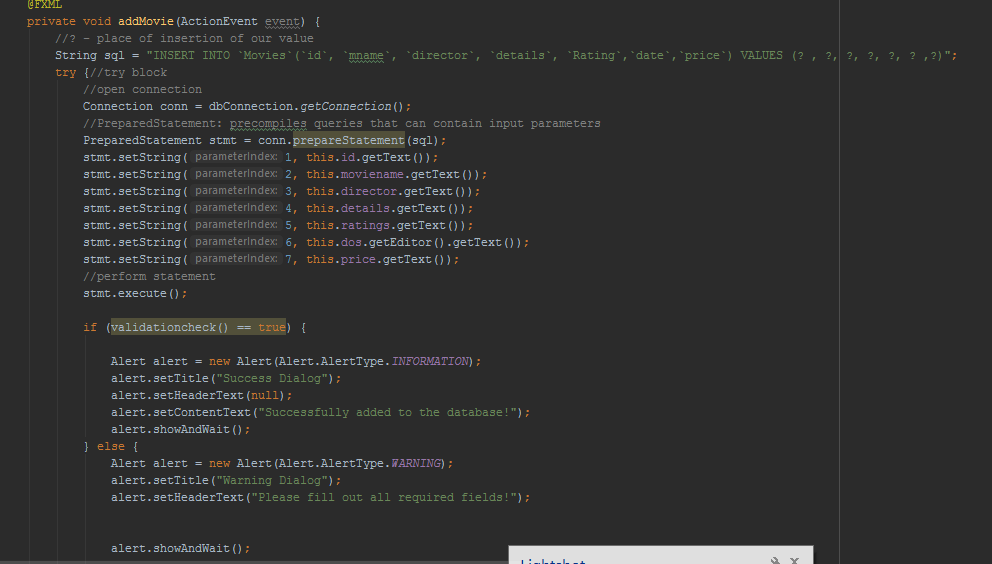 @FXML
private void addMovie(ActionEvent event) {
//? - place of insertion of our value
String sql = "INSERT INTO `Movies`(`id`, `mname`, `director`, `details`, `Rating`,`date`,`price`) VALUES (? , ?, ?, ?, ?, ? ,?)";
try {//try block
//open connection
Connection conn = dbConnection.getConnection();
//PreparedStatement: precompiles queries that can contain input parameters
PreparedStatement stmt = conn.prepareStatement(sql);
stmt.setString( parameterIndex: 1, this.id.getText());
stmt.setString( parameterIndex: 2, this.moviename.getText());
stmt.setString( parameterIndex: 3, this.director.getText());
stmt.setString( parameterIndex: 4, this.details.getText());
stmt.setString( parameterIndex: 5, this.ratings.getText());
stmt.setString( parameterIndex: 6, this.dos.getEditor().getText());
stmt.setString( parameterIndex: 7, this.price.getText());
//perform statement
stmt.execute();
if (validationcheck() == true) {
Alert alert = new Alert(Alert.AlertType.INFORMATION);
alert.setTitle("Success Dialog");
alert.setHeaderText(null);
alert.setContentText("Successfully added to the database!");
alert.showAndWait();
} else {
Alert alert = new Alert(Alert.AlertType.WARNING);
alert.setTitle("Warning Dialog");
alert.setHeaderText("Please fill out all required fields!");
alert.showAndWait();
Lightshot